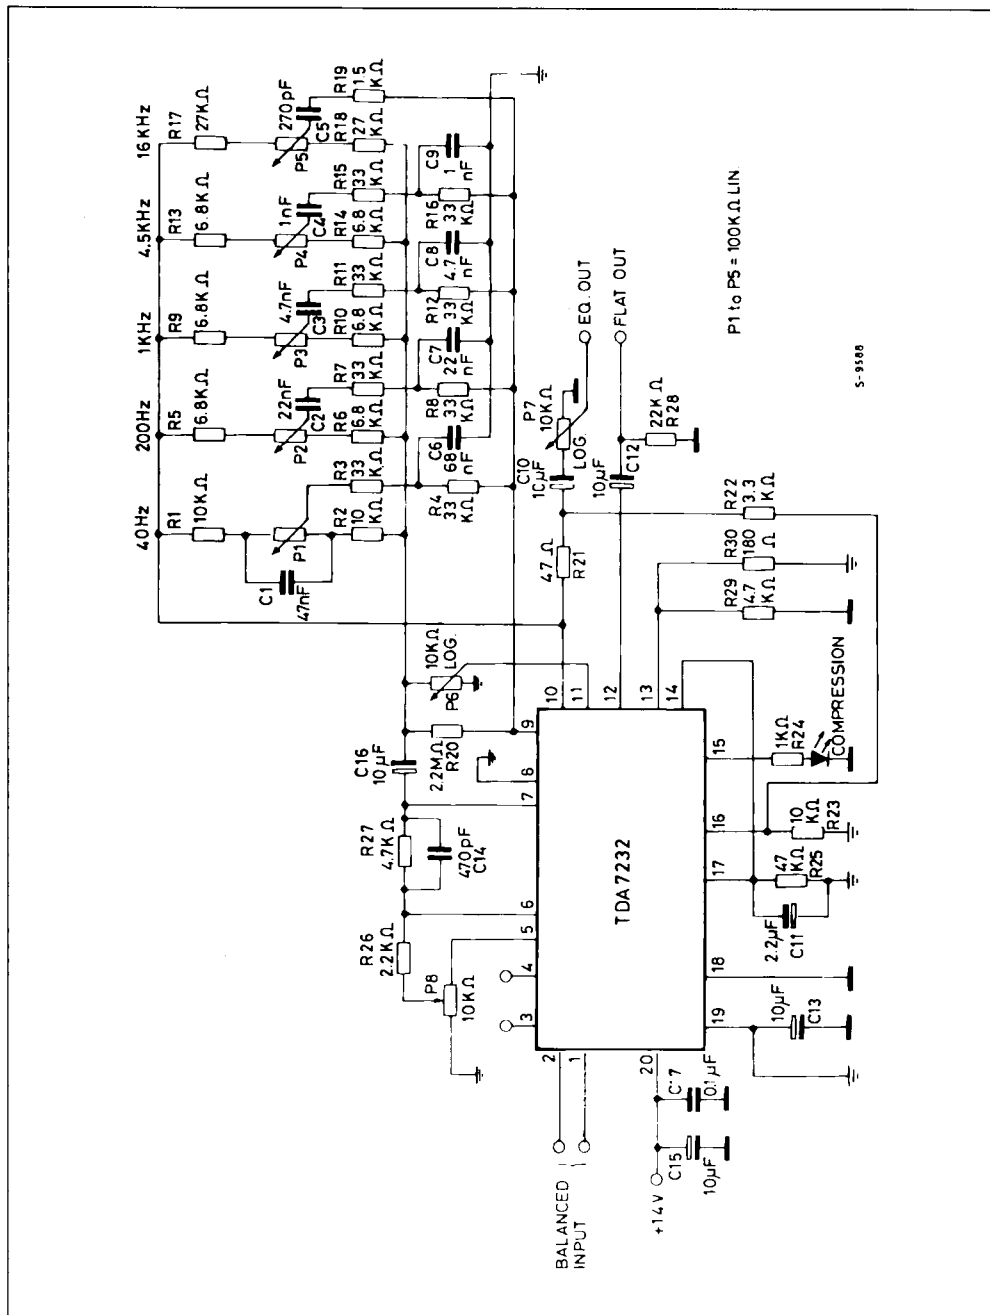 40Hz
200Hz
1KHz
4.5KHz
16KHz
R1
10KΩ
R5
6.8KΩ
R9
6.8KΩ
R13
6.8KΩ
R17
27KΩ
C1
47nF
P1
P2
22nF
C2
P3
4.7nF
C3
P4
1nF
C4
P5
270pF
C5
R2
10
KΩ
R3
33
KΩ
R6
6.8
KΩ
R7
33
KΩ
R10
6.8
KΩ
R11
33
KΩ
R14
6.8
KΩ
R15
33
KΩ
R18
27
KΩ
R19
1.5
KΩ
R4
33
KΩ
C6
68
nF
R8
33
KΩ
C7
22
nF
R12
33
KΩ
C8
4.7
nF
R16
33
KΩ
C9
1
nF
R26
2.2KΩ
R27
4.7KΩ
470pF
C14
C16
10µF
2.2MΩ
R20
10KΩ
LOG.
P6
P8
10KΩ
3
4
5
6
7
8
9
2
1
20
BALANCED
INPUT
+14V
C15
10µF
C17
0.1µF
TDA7232
10
11
12
13
14
47Ω
R21
C10
10µF
P7
10KΩ
LOG.
EQ. OUT
10µF
C12
FLAT OUT
22KΩ
R28
P1 to P5 = 100KΩ LIN.
R29
4.7
KΩ
R30
180
Ω
R22
3.3
KΩ
19
18
17
16
15
10µF
C13
2.2µF
C11
47
KΩ
R25
10
KΩ
R23
1KΩ
R24
COMPRESSION
S-9588